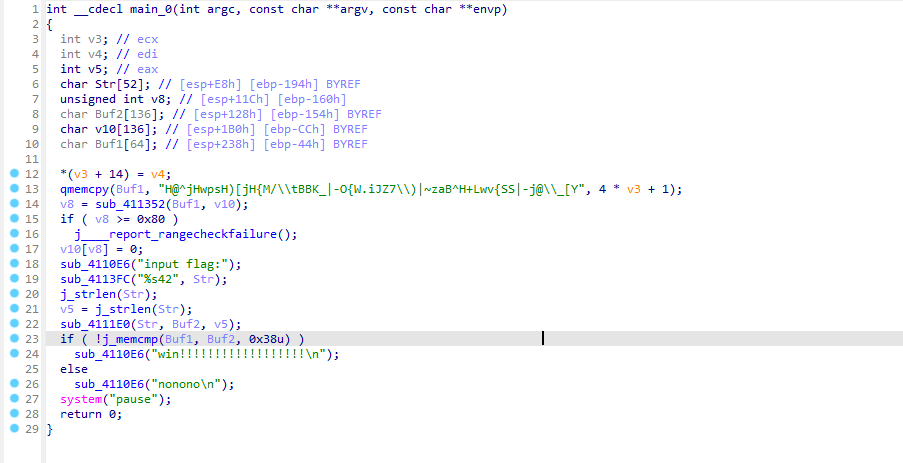 1 int __cdecl main_0(int argc, const char **argv, const char **envp)
2 {
3 int v3; // ecx
4 int v4; // edi
5 int v5; // eax
6 char Str[52]; // [esp+E8h] [ebp-194h] BYREF
7 unsigned int v8; // [esp+11Ch] [ebp-160h]
8 char Buf2[136]; // [esp+128h] [ebp-154h] BYREF
9 char v10[136]; // [esp+1B0h] [ebp-CCh] BYREF
10 char Buf1[64]; // [esp+238h] [ebp-44h] BYREF
11
12 *(v3 + 14) = v4;
13 qmemcpy(Buf1, "H@^jHwpsH)[jH{M/\\tBBK_|-O{W.iJZ7\\)|~zaB^H+Lwv{SS|-j@\\_[Y", 4 * v3 + 1);
14 v8 = sub_411352(Buf1, v10);
15 if ( v8 >= 0x80 )
16 j____report_rangecheckfailure();
17 v10[v8] = 0;
18 sub_4110E6("input flag:");
19 sub_4113FC("%s42", Str);
20 j_strlen(Str);
21 v5 = j_strlen(Str);
22 sub_4111E0(Str, Buf2, v5);
23 if ( !j_memcmp(Buf1, Buf2, 0x38u) )
24 sub_4110E6("win!!!!!!!!!!!!!!!!!!\n");
25 else
26 sub_4110E6("nonono\n");
27 system("pause");
28 return 0;
29 }